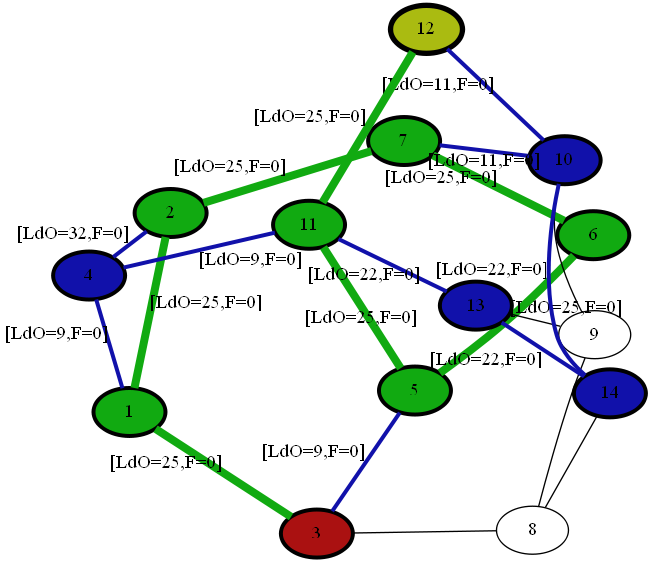 12
[LdO=11,F=0]
[LdO=25,F=0]
7
[LdO=11,F=0]
10
[LdO=25,F=0]
[LdO=25,F=0]
2
11
6
[LdO=32,F=0]
[LdO=9,F=0]
4
[LdO=22,F=0]
[LdO=22,F=0]
[LdO=25,F=0]
13
[LdO=25,F=0]
[LdO=25,F=0]
[LdO=9,F=0]
9
[LdO=22,F=0]
5
14
1
[LdO=9,F=0]
[LdO=25,F=0]
3
8